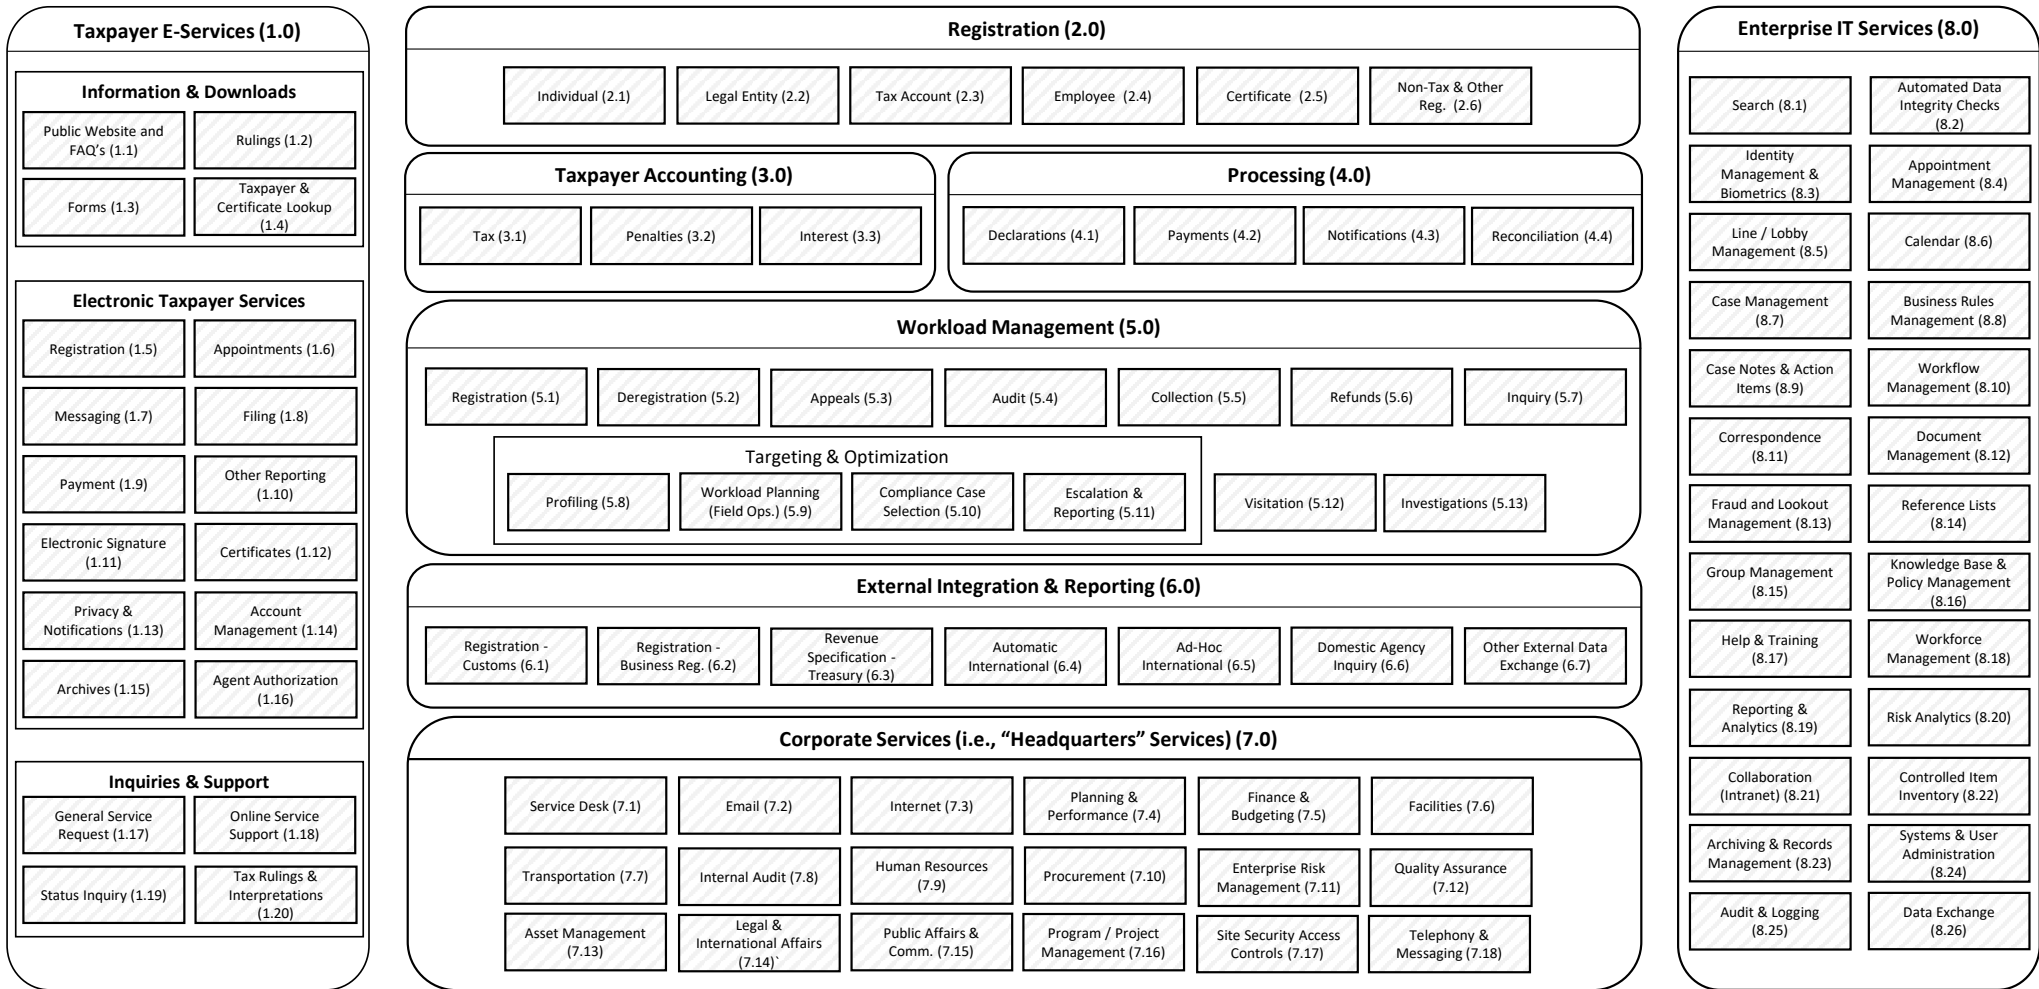 Taxpayer E-Services (1.0)
Information & Downloads
Public Website and
FAQ's (1.1)
Rulings (1.2)
Forms (1.3)
Taxpayer &
Certificate Lookup
(1.4)
Electronic Taxpayer Services
Registration (1.5)
Appointments (1.6)
Messaging (1.7)
Filing (1.8)
Payment (1.9)
Other Reporting
(1.10)
Electronic Signature
(1.11)
Certificates (1.12)
Privacy &
Notifications (1.13)
Account
Management (1.14)
Archives (1.15)
Agent Authorization
(1.16)
Inquiries & Support
General Service
Request (1.17)
Online Service
Support (1.18)
Status Inquiry (1.19)
Tax Rulings &
Interpretations
(1.20)
Registration (2.0)
Individual (2.1)
Legal Entity (2.2)
Tax Account (2.3)
Employee (2.4)
Certificate (2.5)
Non-Tax & Other
Reg. (2.6)
Taxpayer Accounting (3.0)
Tax (3.1)
Penalties (3.2)
Interest (3.3)
Processing (4.0)
Declarations (4.1)
Payments (4.2)
Notifications (4.3)
Reconciliation (4.4)
Workload Management (5.0)
Registration (5.1)
Deregistration (5.2)
Appeals (5.3)
Audit (5.4)
Collection (5.5)
Refunds (5.6)
Inquiry (5.7)
Targeting & Optimization
Profiling (5.8)
Workload Planning
(Field Ops.) (5.9)
Compliance Case
Selection (5.10)
Escalation &
Reporting (5.11)
Visitation (5.12)
Investigations (5.13)
External Integration & Reporting (6.0)
Registration -
Customs (6.1)
Registration -
Business Reg. (6.2)
Revenue
Specification -
Treasury (6.3)
Automatic
International (6.4)
Ad-Hoc
International (6.5)
Domestic Agency
Inquiry (6.6)
Other External Data
Exchange (6.7)
Corporate Services (i.e., “Headquarters” Services) (7.0)
Service Desk (7.1)
Email (7.2)
Internet (7.3)
Planning &
Performance (7.4)
Finance &
Budgeting (7.5)
Facilities (7.6)
Transportation (7.7)
Internal Audit (7.8)
Human Resources
(7.9)
Procurement (7.10)
Enterprise Risk
Management (7.11)
Quality Assurance
(7.12)
Asset Management
(7.13)
Legal &
International Affairs
(7.14)`
Public Affairs &
Comm. (7.15)
Program / Project
Management (7.16)
Site Security Access
Controls (7.17)
Telephony &
Messaging (7.18)
Enterprise IT Services (8.0)
Search (8.1)
Automated Data
Integrity Checks
(8.2)
Identity
Management &
Biometrics (8.3)
Appointment
Management (8.4)
Line / Lobby
Management (8.5)
Calendar (8.6)
Case Management
(8.7)
Business Rules
Management (8.8)
Case Notes & Action
Items (8.9)
Workflow
Management (8.10)
Correspondence
(8.11)
Document
Management (8.12)
Fraud and Lookout
Management (8.13)
Reference Lists
(8.14)
Group Management
(8.15)
Knowledge Base &
Policy Management
(8.16)
Help & Training
(8.17)
Workforce
Management (8.18)
Reporting &
Analytics (8.19)
Risk Analytics (8.20)
Collaboration
(Intranet) (8.21)
Controlled Item
Inventory (8.22)
Archiving & Records
Management (8.23)
Systems & User
Administration
(8.24)
Audit & Logging
(8.25)
Data Exchange
(8.26)